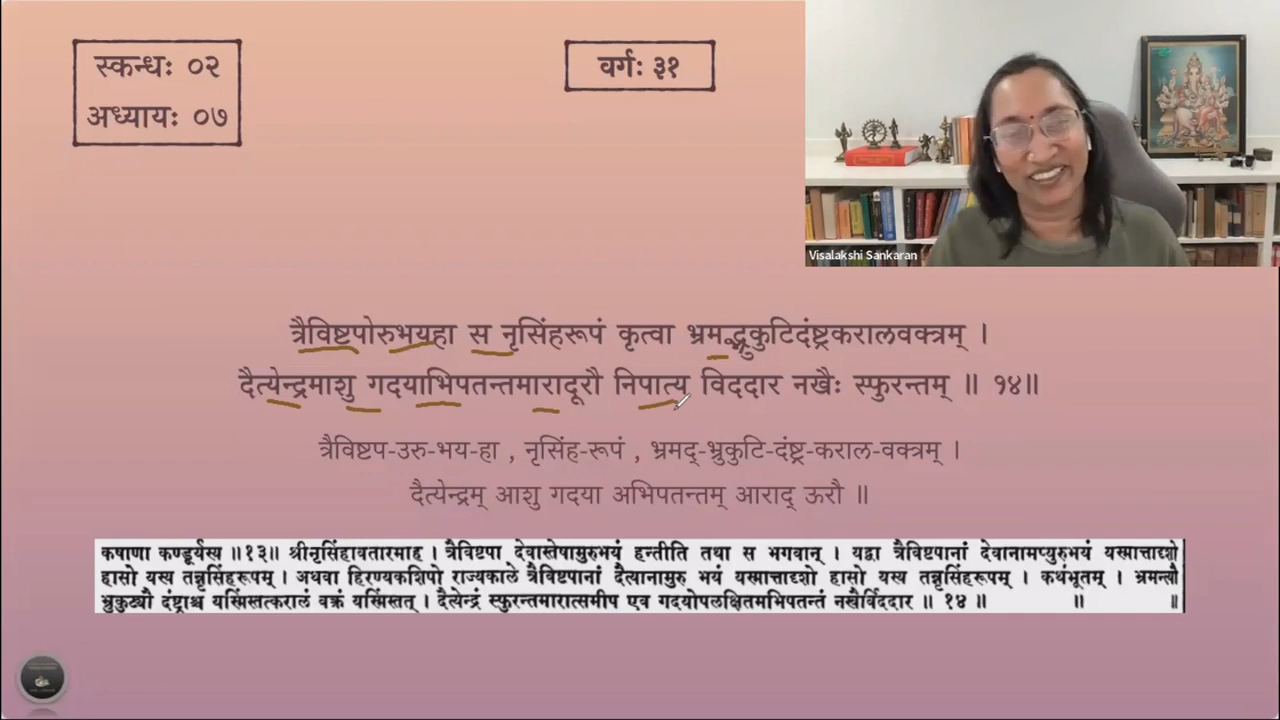 स्कन्धः ०२
अध्यायः ०७
वर्गः ३१
Visalakshi Sankaran
त्रैविष्टपोरुभयहा स नृसिंहरूपं कृत्वा भ्रमद्भ्रुकुटिदंष्ट्रकरालवक्त्रम् ।
दैत्येन्द्रमाशु गदयाभिपतन्तमारादूरौ निपात्य विददार नखैः स्फुरन्तम् ॥ १४॥
त्रैविष्टप-उरु-भय-हा , नृसिंह-रूपं , भ्रमद्-भ्रुकुटि-दंष्ट्र-कराल-वक्त्रम् ।
दैत्येन्द्रम् आशु गदया अभिपतन्तम् आराद् ऊरौ ॥
कषाणा कण्डूर्यस्य ॥१३॥ श्रीनृसिंहावतारमाह । त्रैविष्टपा देवास्तेषामुरुभयं हन्तीति तथा स भगवान् । यद्वा त्रैविष्टपानां देवानामप्युरुभयं यस्मात्तादृशो
हासो यस्य तन्नृसिंहरूपम् । अथवा हिरण्यकशिपो राज्यकाले त्रैविष्टपानां दैत्यानामुरु भयं यस्मात्तादृशो हासो यस्य तन्नृसिंहरूपम् । कथंभूतम् । भ्रमन्त्यौ
भ्रुकुट्यौ दंष्ट्राश्च यस्मिंस्तत्करालं वक्त्रं यस्मिंस्तत् । दैत्येन्द्रं स्फुरन्तमारात्समीप एव गदयोपलक्षितमभिपतन्तं नखैर्विददार ॥ १४ ॥ ॥ ॥